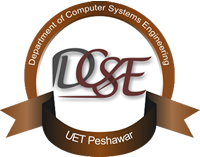 Department of Computer Systems Engineering
DCSE
UET Peshawar